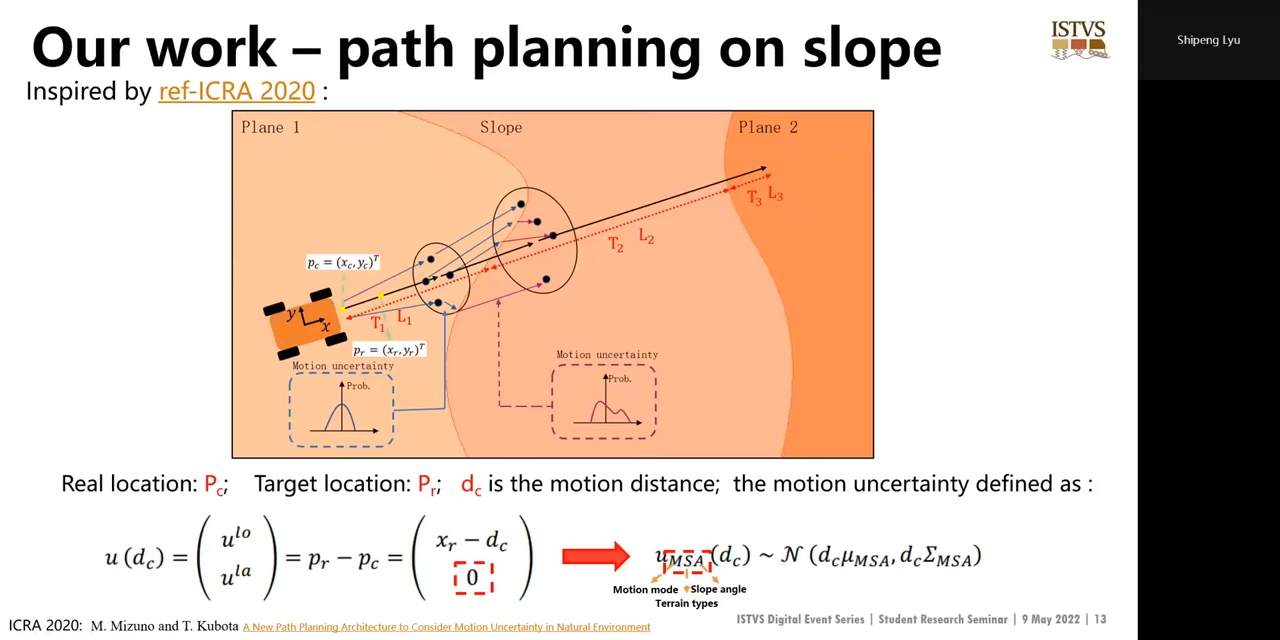 Our work – path planning on slope
ISTVS
Shipeng Lyu
Inspired by ref-ICRA 2020 :
Plane 1
Slope
Plane 2
T₃ L₃
T₂ L₂
p_c = (x_c, y_c)^T
y
x
T₁ L₁
p_r = (x_r, y_r)^T
Motion uncertainty
Prob.
Motion uncertainty
Prob.
Real location: P_c; Target location: P_r; d_c is the motion distance; the motion uncertainty defined as :
u (d_c) = ( u^lo u^la ) = p_r − p_c = ( x_r − d_c 0 ) u_MSA(d_c) ~ 𝒩 (d_cμ_MSA, d_cΣ_MSA)
Motion mode Slope angle
Terrain types
ISTVS Digital Event Series | Student Research Seminar | 9 May 2022 | 13
ICRA 2020: M. Mizuno and T. Kubota A New Path Planning Architecture to Consider Motion Uncertainty in Natural Environment